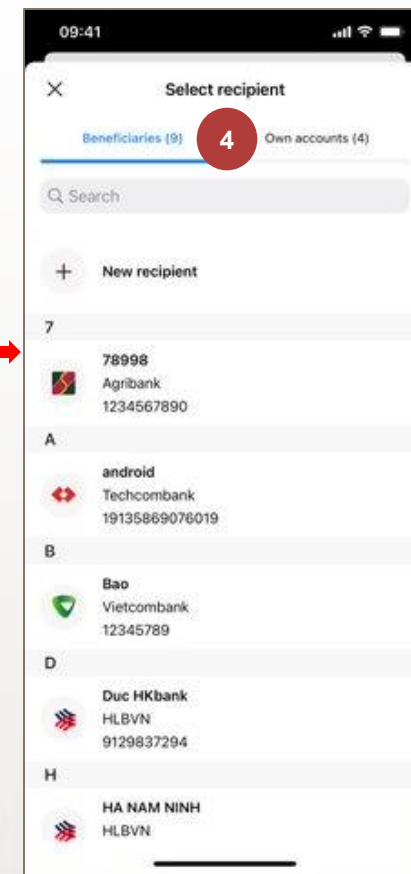 09:41
Select recipient
Beneficiaries (9)
4
Own accounts (4)
Search
New recipient
7
78998
Agribank
1234567890
A
android
Techcombank
19135869076019
B
Bao
Vietcombank
12345789
D
Duc HKbank
HLBVN
9129837294
H
HA NAM NINH
HLBVN